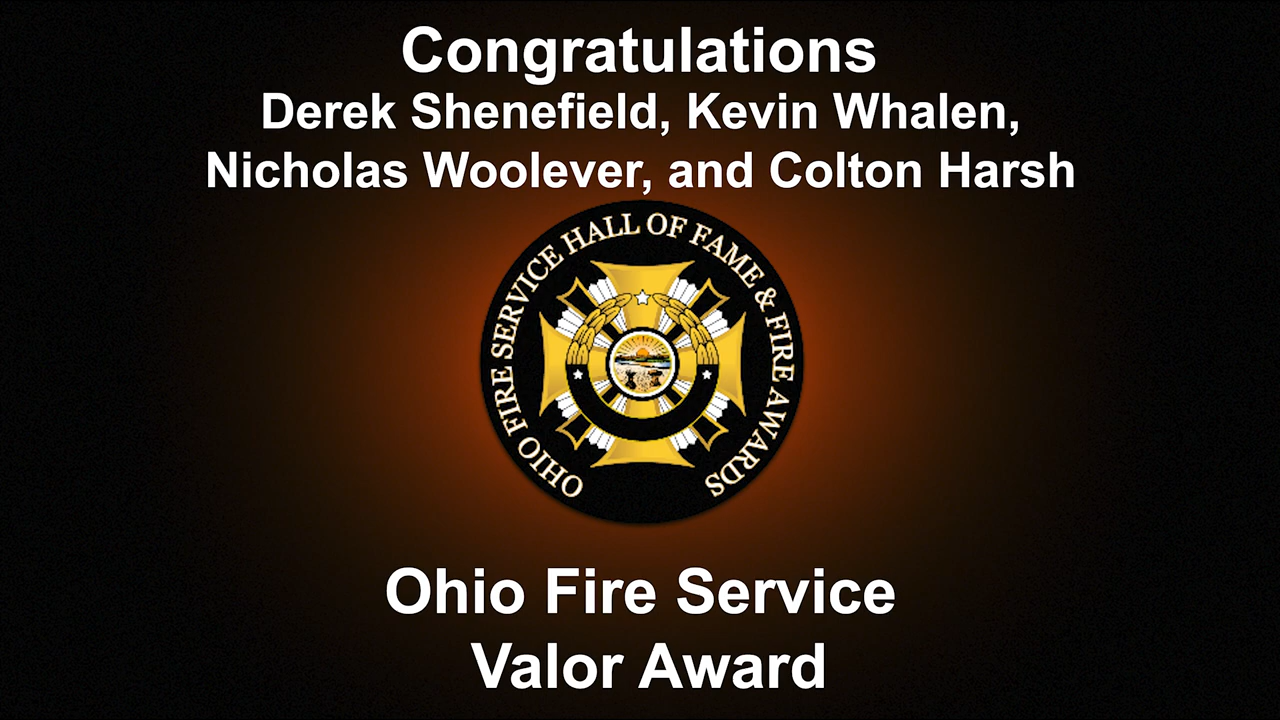 Congratulations
Derek Shenefield, Kevin Whalen,
Nicholas Woolever, and Colton Harsh
OHIO FIRE SERVICE HALL OF FAME & FIRE AWARDS
Ohio Fire Service
Valor Award